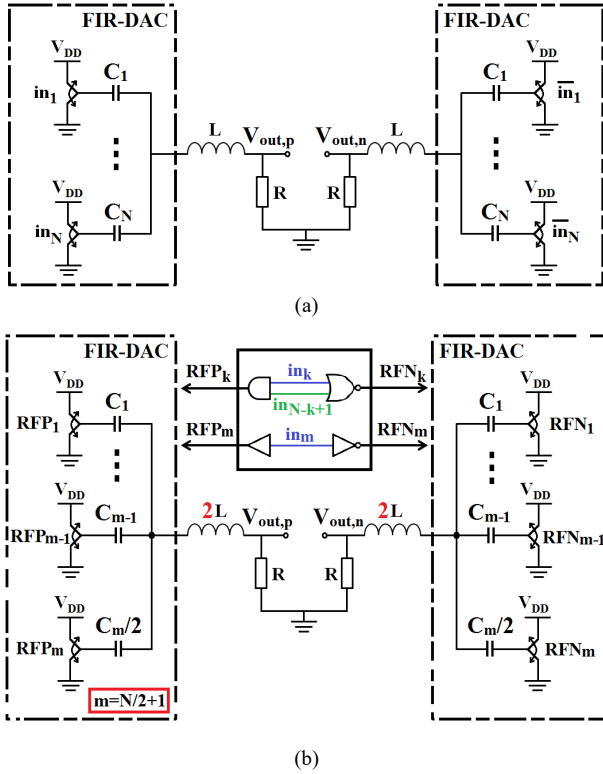 FIR-DAC FIR-DAC
VDD VDD
C1 C1
in1 in1
L Vout,p Vout,n L
VDD VDD
CN R R CN
inN inN
(a)
FIR-DAC FIR-DAC
RFPk ink RFNk
inN-k+1
VDD VDD
C1 C1
RFP1 RFPm inm RFNm RFN1
VDD VDD
Cm-1 2L Vout,p Vout,n 2L Cm-1
RFPm-1 RFNm-1
R R
VDD VDD
Cm/2 Cm/2
RFPm RFNm
m=N/2+1
(b)